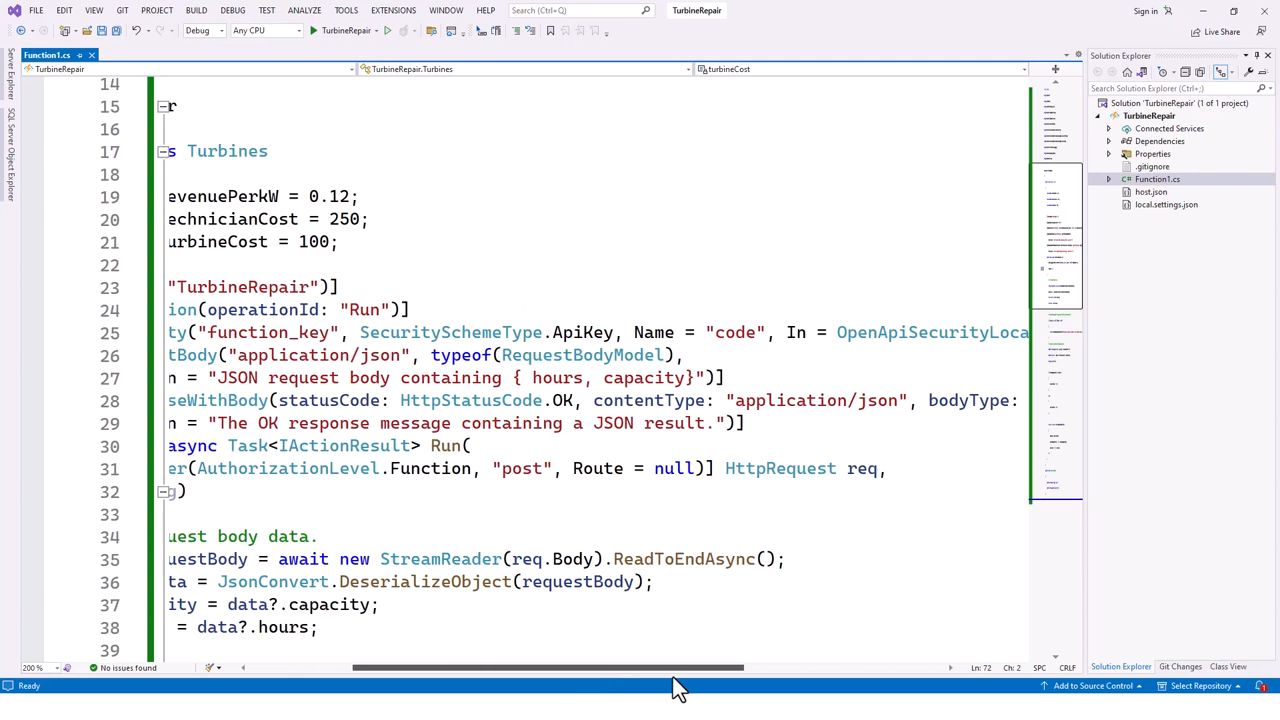 FILE EDIT VIEW GIT PROJECT BUILD DEBUG TEST ANALYZE TOOLS EXTENSIONS WINDOW HELP Search (Ctrl+Q) TurbineRepair Sign in
Debug Any CPU TurbineRepair Live Share
Server Explorer
SQL Server Object Explorer
Function1.cs
TurbineRepair TurbineRepair.Turbines turbineCost
14
15 r
16
17 s Turbines
18
19 evenuePerkW = 0.12;
20 echnicianCost = 250;
21 urbineCost = 100;
22
23 "TurbineRepair")]
24 ion(operationId: "Run")]
25 ty("function_key", SecuritySchemeType.ApiKey, Name = "code", In = OpenApiSecurityLoca
26 tBody("application/json", typeof(RequestBodyModel),
27 n = "JSON request body containing { hours, capacity}")]
28 seWithBody(statusCode: HttpStatusCode.OK, contentType: "application/json", bodyType:
29 n = "The OK response message containing a JSON result.")]
30 async Task<IActionResult> Run(
31 er(AuthorizationLevel.Function, "post", Route = null)] HttpRequest req,
32 g)
33
34 uest body data.
35 uestBody = await new StreamReader(req.Body).ReadToEndAsync();
36 ta = JsonConvert.DeserializeObject(requestBody);
37 ity = data?.capacity;
38 = data?.hours;
39
200 % No issues found Ln: 72 Ch: 2 SPC CRLF
Solution Explorer
Search Solution Explorer (Ctrl+;)
Solution 'TurbineRepair' (1 of 1 project)
TurbineRepair
Connected Services
Dependencies
Properties
.gitignore
C# Function1.cs
host.json
local.settings.json
Solution Explorer Git Changes Class View
Ready Add to Source Control Select Repository 1